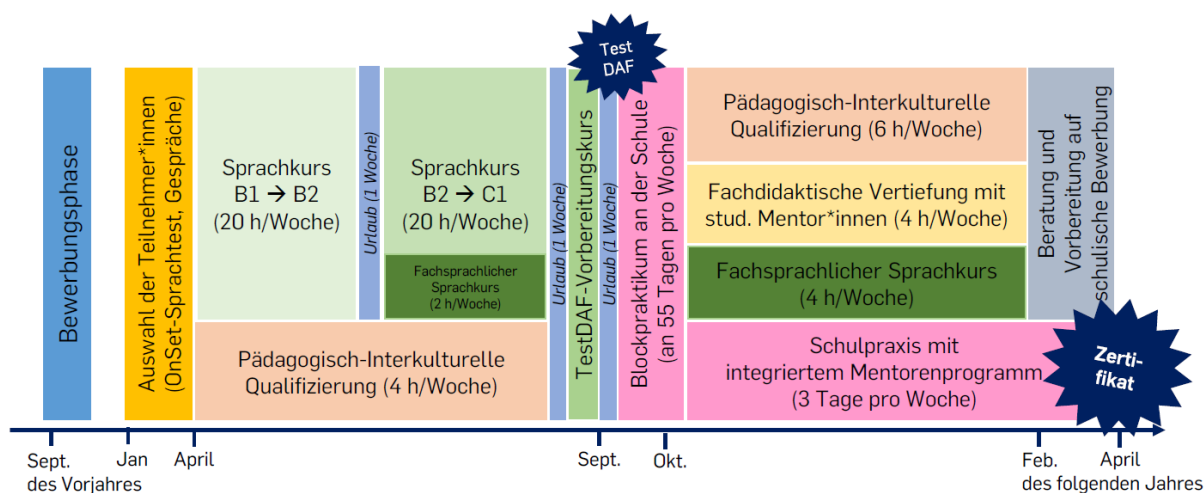 Test
DAF
Bewerbungsphase
Auswahl der Teilnehmer*innen
(OnSet-Sprachtest, Gespräche)
Sprachkurs
B1 → B2
(20 h/Woche)
Urlaub (1 Woche)
Sprachkurs
B2 → C1
(20 h/Woche)
Fachsprachlicher
Sprachkurs
(2 h/Woche)
Pädagogisch-Interkulturelle
Qualifizierung (4 h/Woche)
Urlaub (1 Woche)
TestDAF-Vorbereitungskurs
Urlaub (1 Woche)
Blockpraktikum an der Schule
(an 55 Tagen pro Woche)
Pädagogisch-Interkulturelle
Qualifizierung (6 h/Woche)
Fachdidaktische Vertiefung mit
stud. Mentor*innen (4 h/Woche)
Fachsprachlicher Sprachkurs
(4 h/Woche)
Schulpraxis mit
integriertem Mentorenprogramm
(3 Tage pro Woche)
Beratung und
Vorbereitung auf
schulische Bewerbung
Zerti-
fikat
Sept.
des Vorjahres
Jan
April
Sept.
Okt.
Feb.
April
des folgenden Jahres